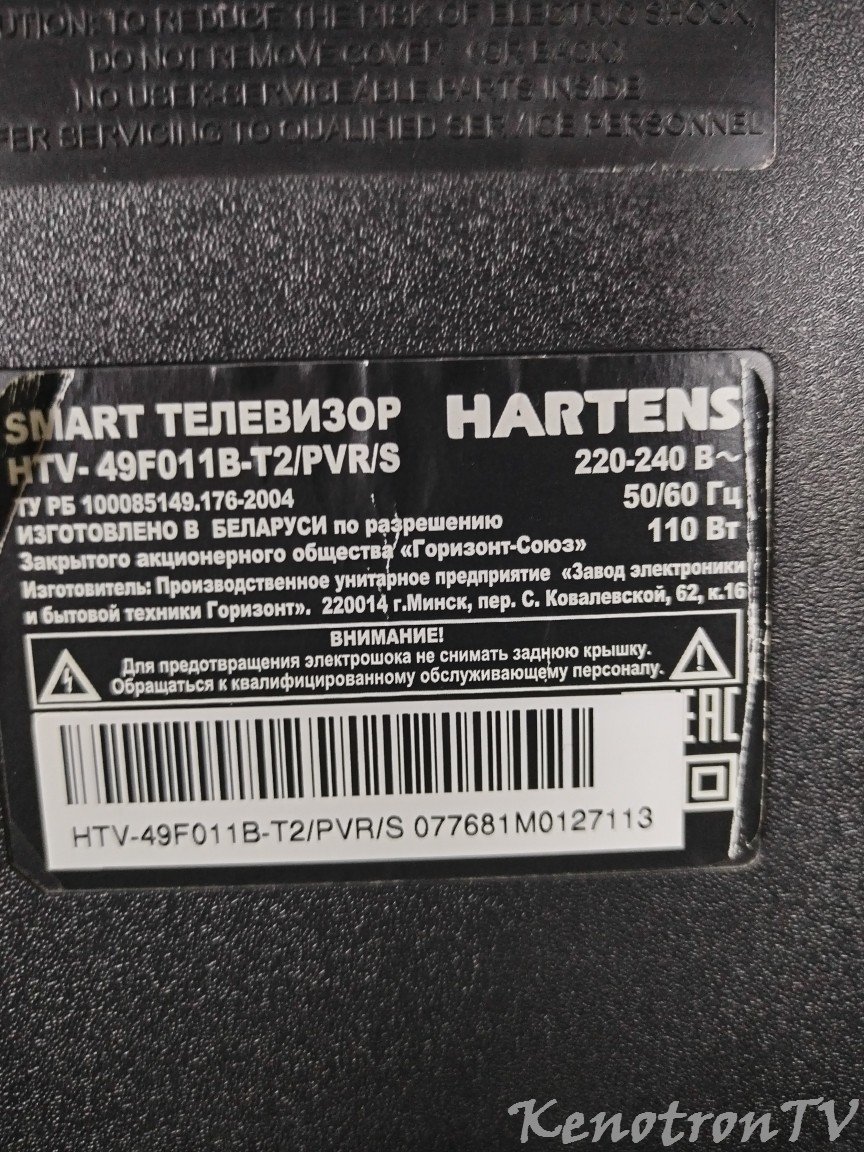 UTION: TO REDUCE THE RISK OF ELECTRIC SHOCK,
DO NOT REMOVE COVER (OR BACK)
NO USER-SERVICEABLE PARTS INSIDE
FER SERVICING TO QUALIFIED SERVICE PERSONNEL
SMART ТЕЛЕВИЗОР HARTENS
HTV- 49F011B-T2/PVR/S 220-240 В~
ТУ РБ 100085149.176-2004 50/60 Гц
ИЗГОТОВЛЕНО В БЕЛАРУСИ по разрешению 110 Вт
Закрытого акционерного общества «Горизонт-Союз»
Изготовитель: Производственное унитарное предприятие «Завод электроники
и бытовой техники Горизонт». 220014 г.Минск, пер. С. Ковалевской, 62, к.16
ВНИМАНИЕ!
Для предотвращения электрошока не снимать заднюю крышку.
Обращаться к квалифицированному обслуживающему персоналу.
EAC
HTV-49F011B-T2/PVR/S 077681M0127113
KenotronTV